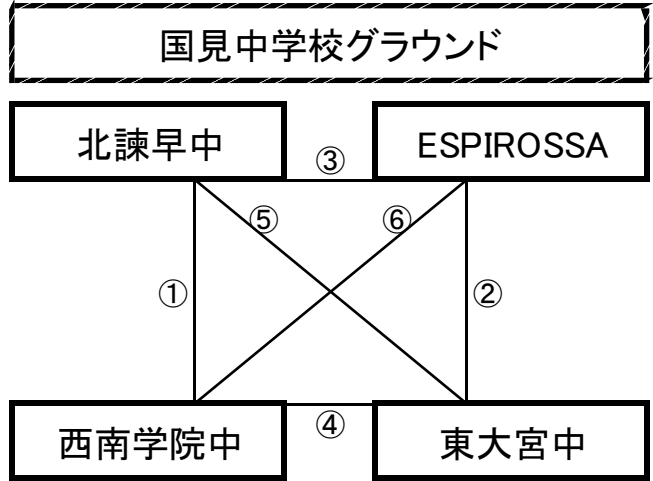 国見中学校グラウンド
北諫早中
③
ESPIROSSA
⑤
⑥
①
②
西南学院中
④
東大宮中